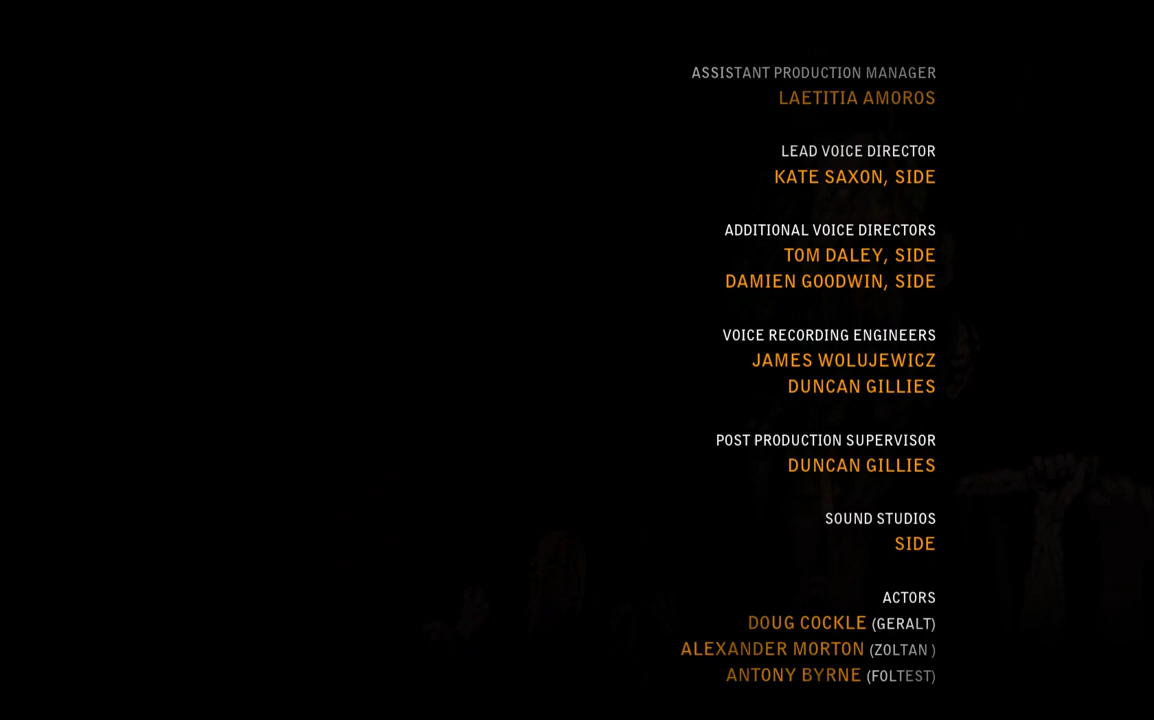 ASSISTANT PRODUCTION MANAGER
LAETITIA AMOROS
LEAD VOICE DIRECTOR
KATE SAXON, SIDE
ADDITIONAL VOICE DIRECTORS
TOM DALEY, SIDE
DAMIEN GOODWIN, SIDE
VOICE RECORDING ENGINEERS
JAMES WOLUJEWICZ
DUNCAN GILLIES
POST PRODUCTION SUPERVISOR
DUNCAN GILLIES
SOUND STUDIOS
SIDE
ACTORS
DOUG COCKLE (GERALT)
ALEXANDER MORTON (ZOLTAN )
ANTONY BYRNE (FOLTEST)